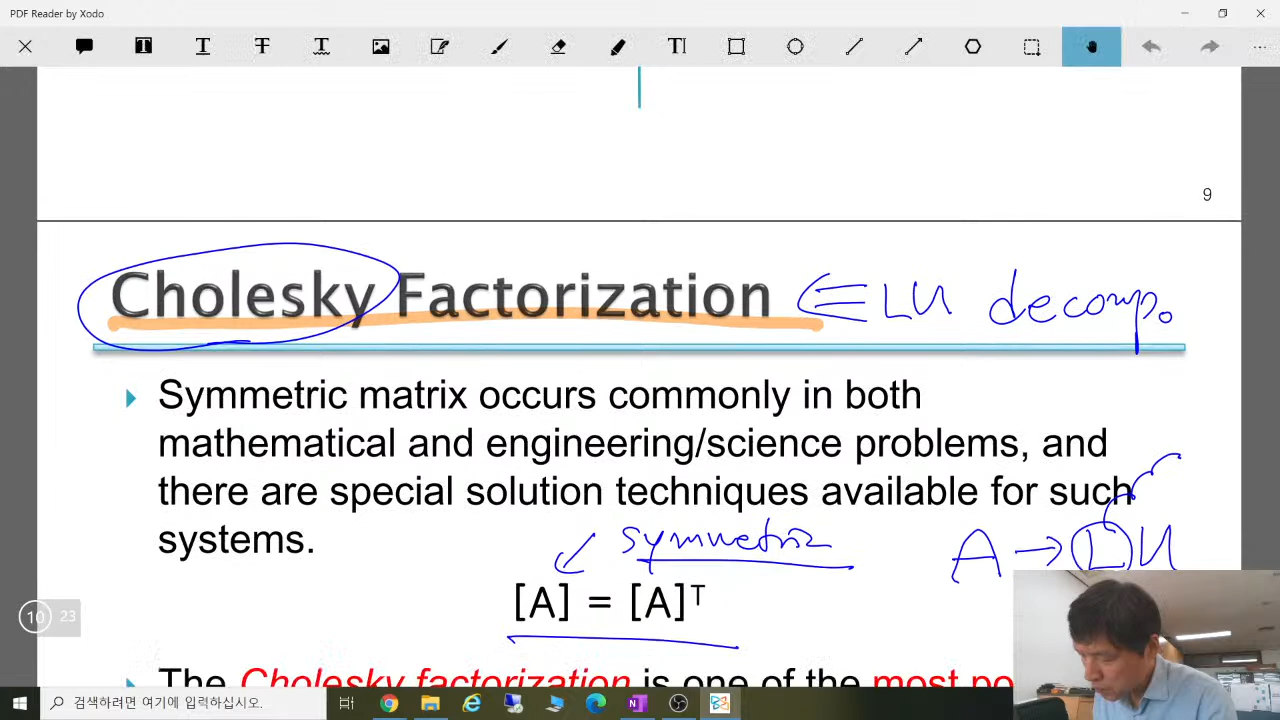 PDF Reader by Xodo
9
Cholesky Factorization ∈ LU decomp.
Symmetric matrix occurs commonly in both
mathematical and engineering/science problems, and
there are special solution techniques available for such
systems.
symmetric
A → L U
[A] = [A]ᵀ
10 23
The Cholesky factorization is one of the most po
검색하려면 여기에 입력하십시오.